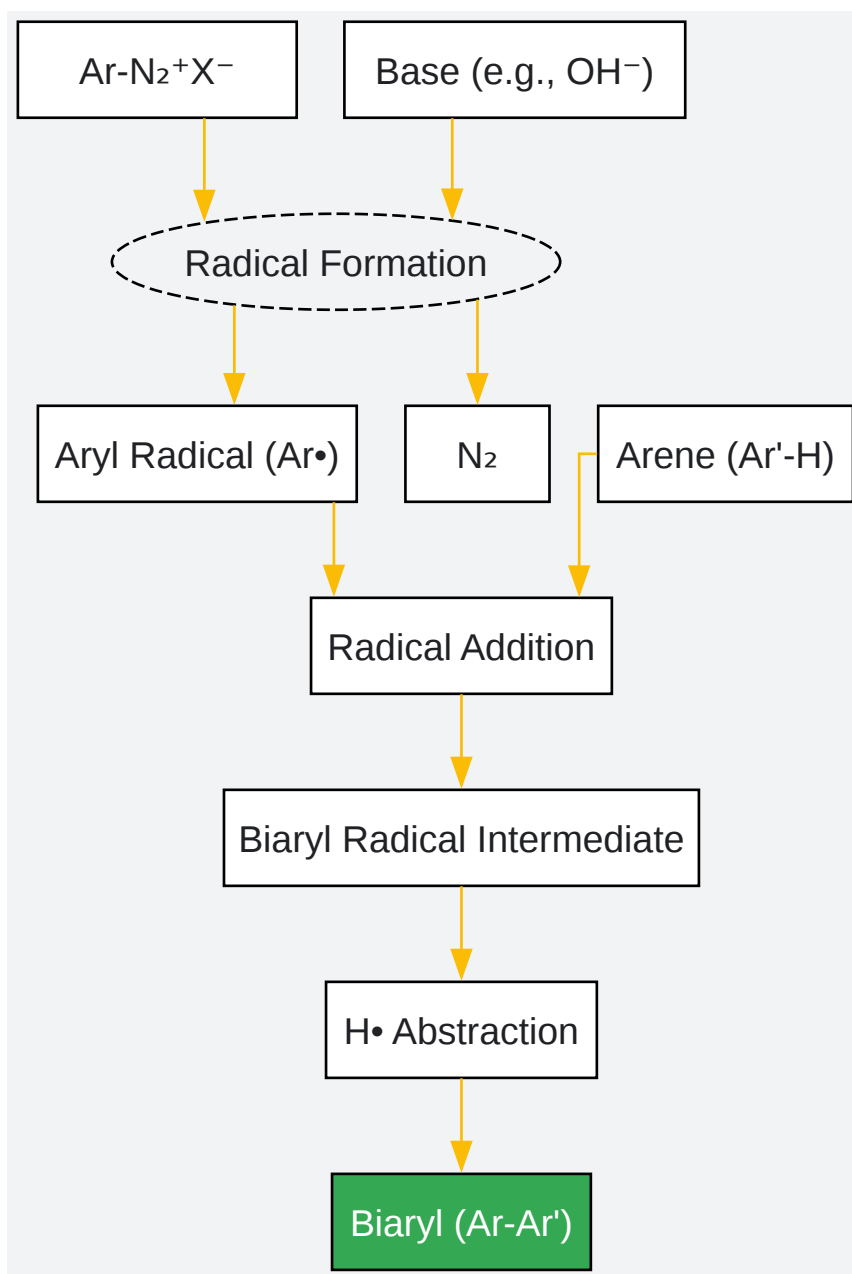 Ar-N₂⁺X⁻
Base (e.g., OH⁻)
Radical Formation
Aryl Radical (Ar•)
N₂
Arene (Ar'-H)
Radical Addition
Biaryl Radical Intermediate
H• Abstraction
Biaryl (Ar-Ar')